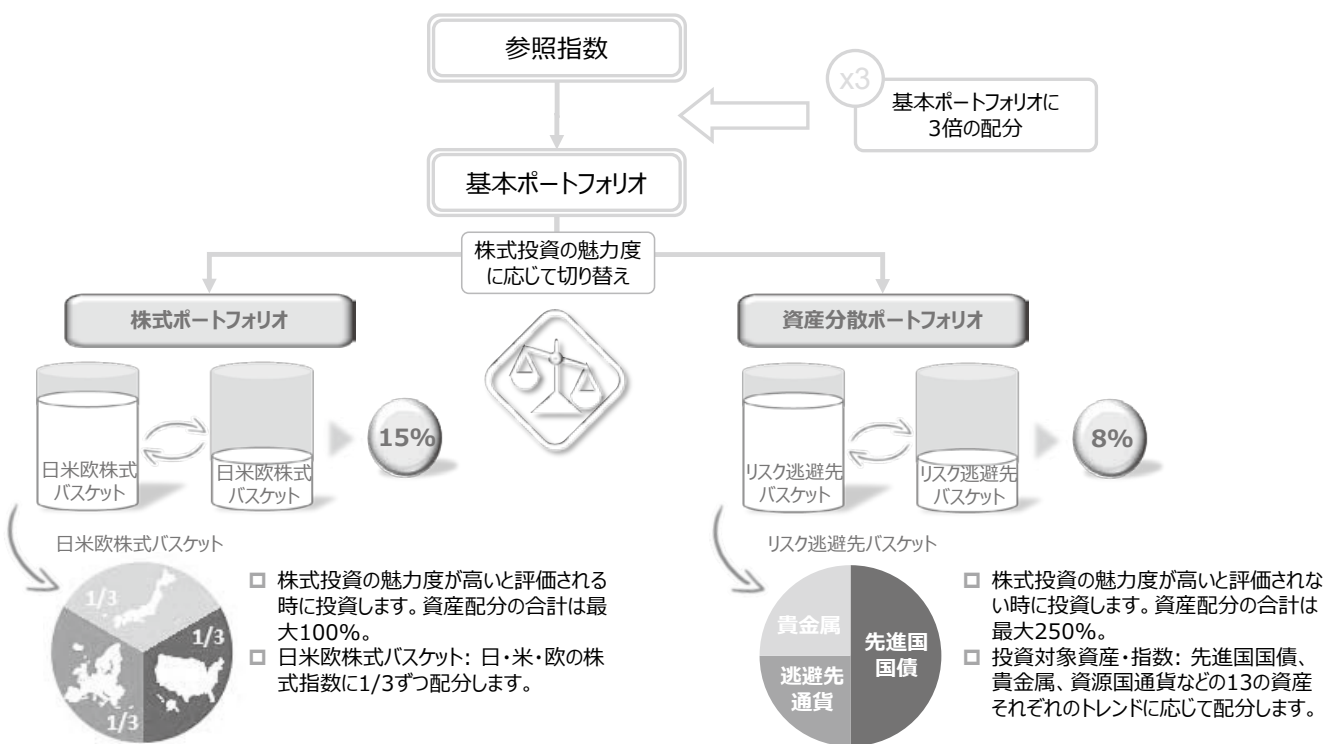 参照指数
x3
基本ポートフォリオに
3倍の配分
基本ポートフォリオ
株式投資の魅力度
に応じて切り替え
株式ポートフォリオ
日米欧株式
バスケット
日米欧株式
バスケット
15%
日米欧株式バスケット
1/3
1/3
1/3
□ 株式投資の魅力度が高いと評価される
時に投資します。資産配分の合計は最
大100%。
□ 日米欧株式バスケット: 日・米・欧の株
式指数に1/3ずつ配分します。
資産分散ポートフォリオ
リスク逃避先
バスケット
リスク逃避先
バスケット
8%
リスク逃避先バスケット
貴金属
先進国
国債
逃避先
通貨
□ 株式投資の魅力度が高いと評価されな
い時に投資します。資産配分の合計は
最大250%。
□ 投資対象資産・指数: 先進国国債、
貴金属、資源国通貨などの13の資産
それぞれのトレンドに応じて配分します。